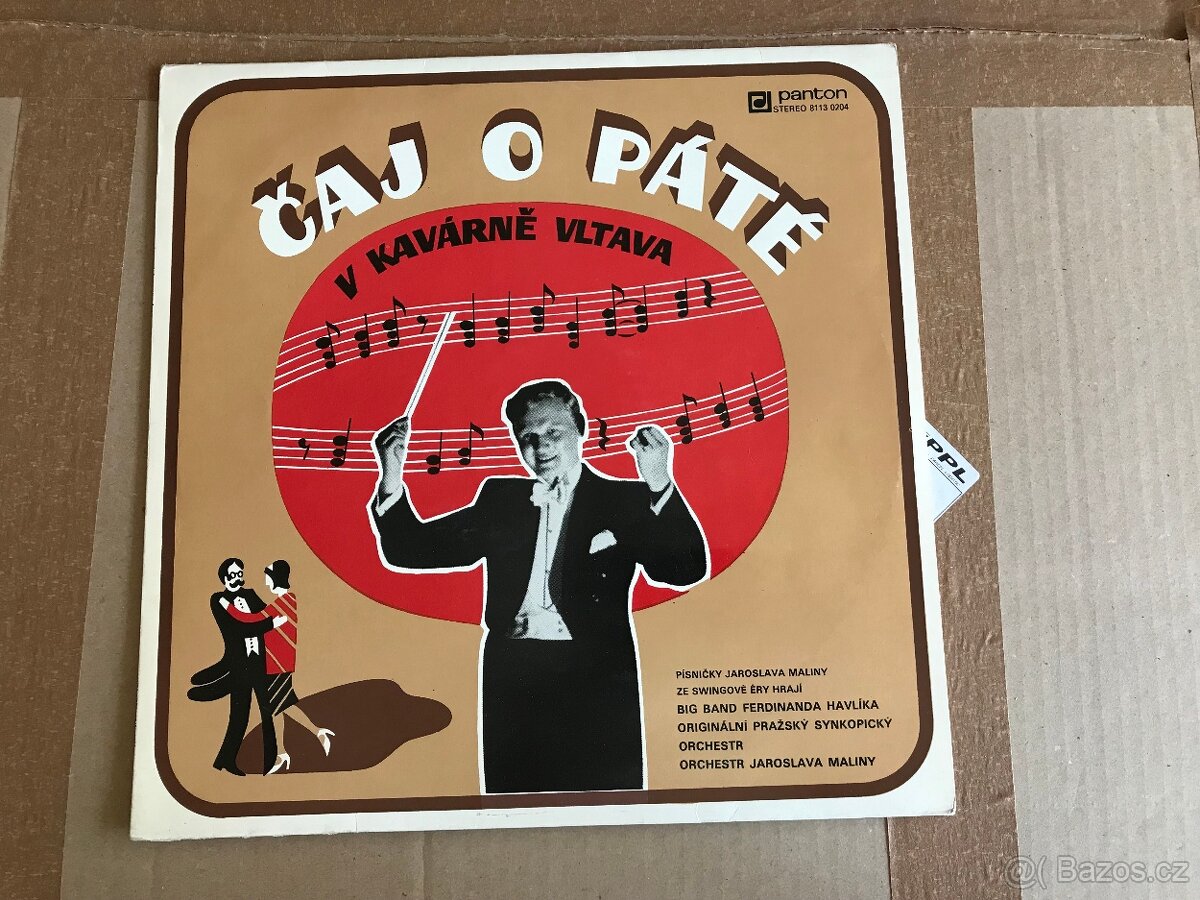 panton
STEREO 8113 0204
ČAJ O PÁTÉ
V KAVÁRNĚ VLTAVA
PÍSNIČKY JAROSLAVA MALINY
ZE SWINGOVÉ ÉRY HRAJÍ
BIG BAND FERDINANDA HAVLÍKA
ORIGINÁLNÍ PRAŽSKÝ SYNKOPICKÝ
ORCHESTR
ORCHESTR JAROSLAVA MALINY
PPL
@( Bazos.cz